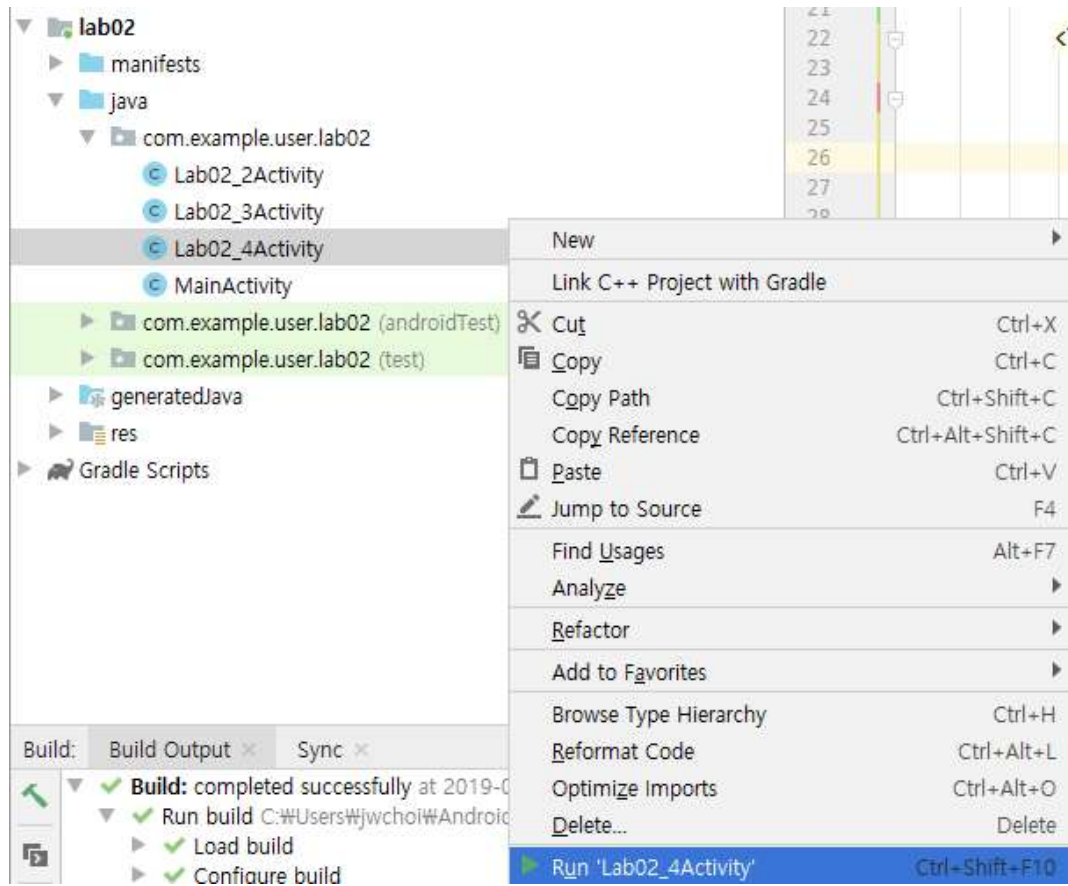 lab02
manifests
java
com.example.user.lab02
Lab02_2Activity
Lab02_3Activity
Lab02_4Activity
MainActivity
com.example.user.lab02 (androidTest)
com.example.user.lab02 (test)
generatedJava
res
Gradle Scripts
21
22
23
24
25
26
27
28
<
New
Link C++ Project with Gradle
Cut Ctrl+X
Copy Ctrl+C
Copy Path Ctrl+Shift+C
Copy Reference Ctrl+Alt+Shift+C
Paste Ctrl+V
Jump to Source F4
Find Usages Alt+F7
Analyze
Refactor
Add to Favorites
Browse Type Hierarchy Ctrl+H
Reformat Code Ctrl+Alt+L
Optimize Imports Ctrl+Alt+O
Delete... Delete
Run 'Lab02_4Activity' Ctrl+Shift+F10
Build: Build Output Sync
Build: completed successfully at 2019-0
Run build C:₩Users₩jwchoi₩Android
Load build
Configure build